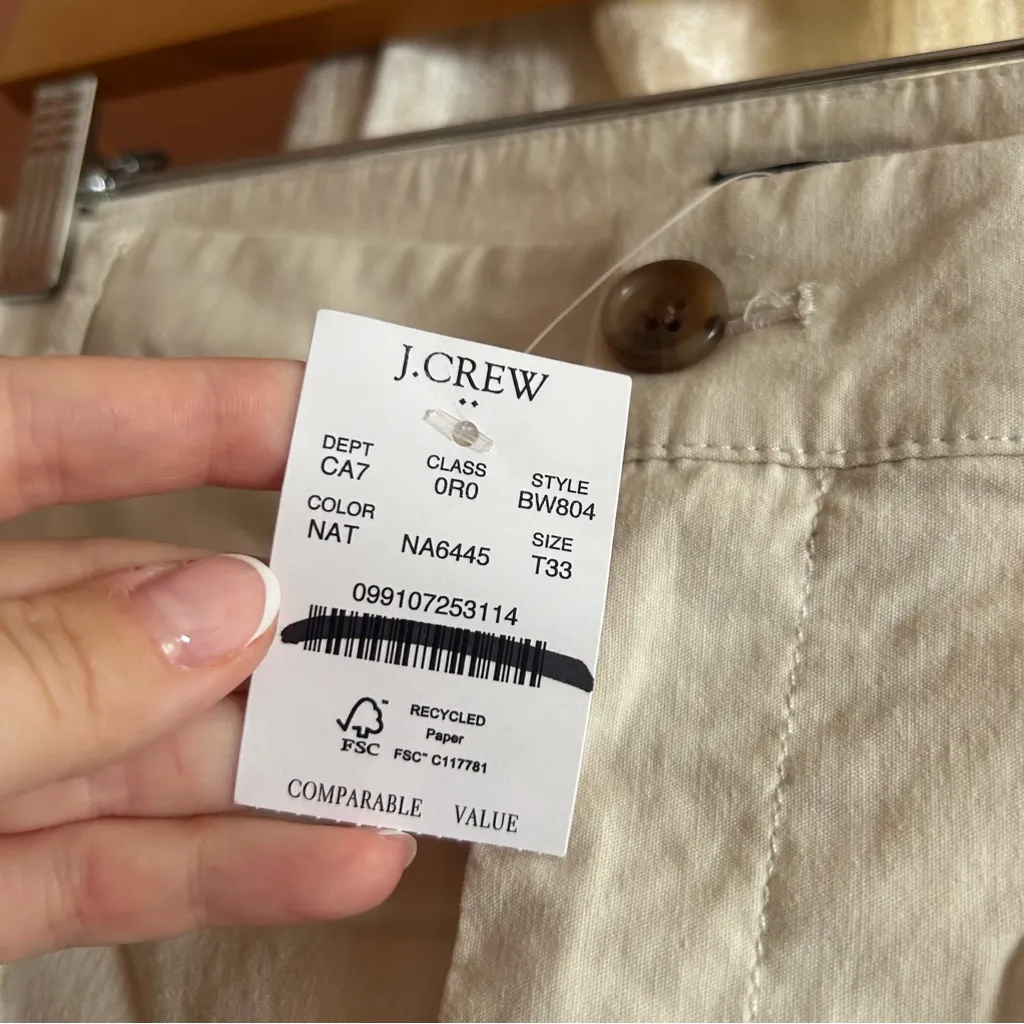 J.CREW
DEPT CLASS STYLE
CA7 0R0 BW804
COLOR SIZE
NAT NA6445 T33
099107253114
RECYCLED
Paper
FSC FSC™ C117781
COMPARABLE VALUE